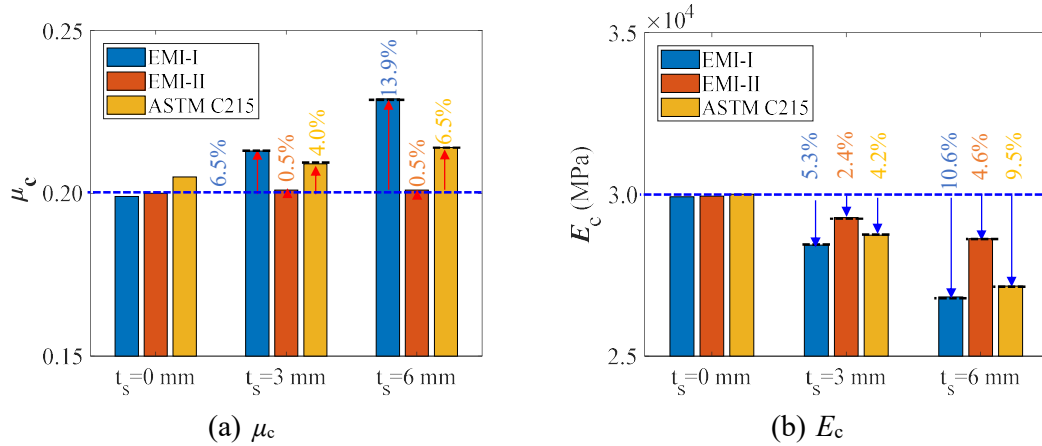 0.25
EMI-I
EMI-II
ASTM C215
6.5%
0.5%
4.0%
13.9%
0.5%
6.5%
μc
0.20
0.15
ts=0 mm
ts=3 mm
ts=6 mm
(a) μc
×10⁴
3.5
EMI-I
EMI-II
ASTM C215
5.3%
2.4%
4.2%
10.6%
4.6%
9.5%
Ec (MPa)
3.0
2.5
ts=0 mm
ts=3 mm
ts=6 mm
(b) Ec